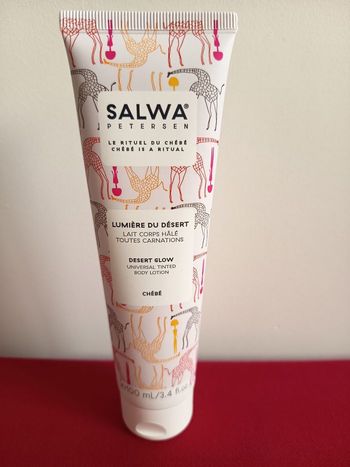 SALWA®
PETERSEN
LE RITUEL DU CHÉBÉ
CHÉBÉ IS A RITUAL
LUMIÈRE DU DÉSERT
LAIT CORPS HÂLÉ
TOUTES CARNATIONS
DESERT GLOW
UNIVERSAL TINTED
BODY LOTION
CHÉBÉ
100 mL/3.4 fl.